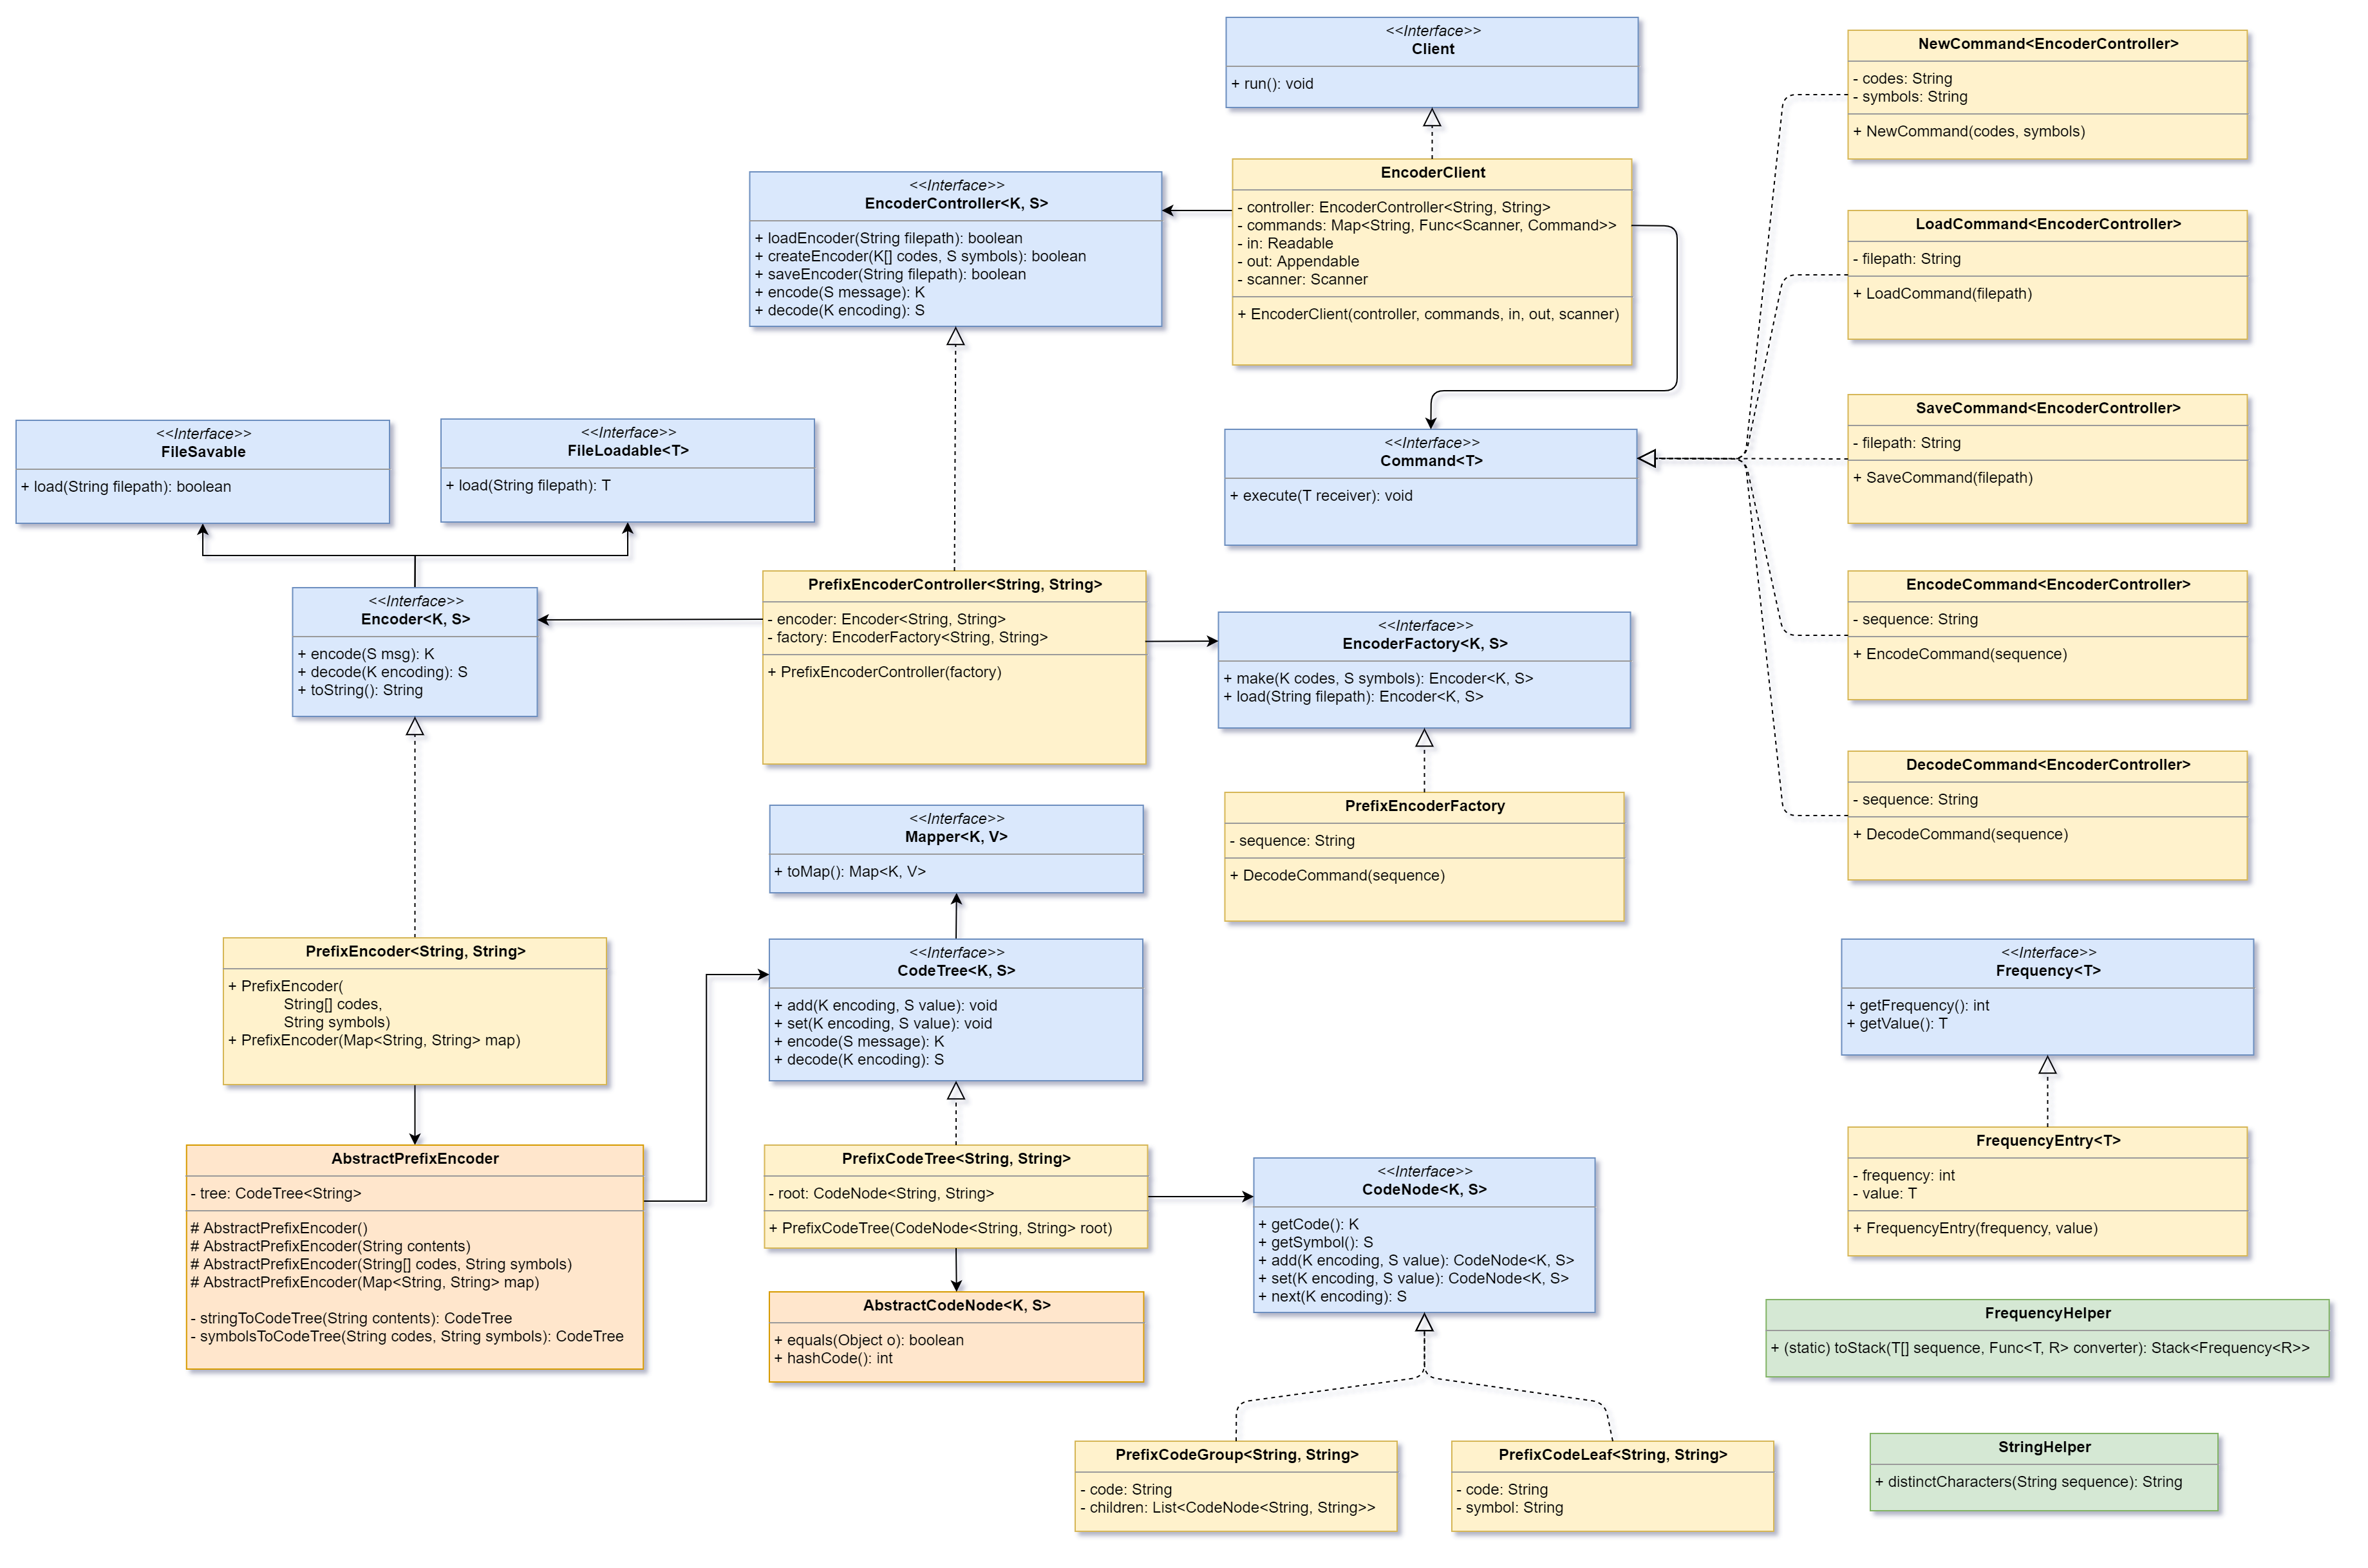 <<Interface>>
Client
+ run(): void
NewCommand<EncoderController>
- codes: String
- symbols: String
+ NewCommand(codes, symbols)
<<Interface>>
EncoderController<K, S>
+ loadEncoder(String filepath): boolean
+ createEncoder(K[] codes, S symbols): boolean
+ saveEncoder(String filepath): boolean
+ encode(S message): K
+ decode(K encoding): S
EncoderClient
- controller: EncoderController<String, String>
- commands: Map<String, Func<Scanner, Command>>
- in: Readable
- out: Appendable
- scanner: Scanner
+ EncoderClient(controller, commands, in, out, scanner)
LoadCommand<EncoderController>
- filepath: String
+ LoadCommand(filepath)
<<Interface>>
FileSavable
+ load(String filepath): boolean
<<Interface>>
FileLoadable<T>
+ load(String filepath): T
<<Interface>>
Command<T>
+ execute(T receiver): void
SaveCommand<EncoderController>
- filepath: String
+ SaveCommand(filepath)
<<Interface>>
Encoder<K, S>
+ encode(S msg): K
+ decode(K encoding): S
+ toString(): String
PrefixEncoderController<String, String>
- encoder: Encoder<String, String>
- factory: EncoderFactory<String, String>
+ PrefixEncoderController(factory)
<<Interface>>
EncoderFactory<K, S>
+ make(K codes, S symbols): Encoder<K, S>
+ load(String filepath): Encoder<K, S>
EncodeCommand<EncoderController>
- sequence: String
+ EncodeCommand(sequence)
<<Interface>>
Mapper<K, V>
+ toMap(): Map<K, V>
PrefixEncoderFactory
- sequence: String
+ DecodeCommand(sequence)
DecodeCommand<EncoderController>
- sequence: String
+ DecodeCommand(sequence)
PrefixEncoder<String, String>
+ PrefixEncoder(
String[] codes,
String symbols)
+ PrefixEncoder(Map<String, String> map)
<<Interface>>
CodeTree<K, S>
+ add(K encoding, S value): void
+ set(K encoding, S value): void
+ encode(S message): K
+ decode(K encoding): S
<<Interface>>
Frequency<T>
+ getFrequency(): int
+ getValue(): T
AbstractPrefixEncoder
- tree: CodeTree<String>
# AbstractPrefixEncoder()
# AbstractPrefixEncoder(String contents)
# AbstractPrefixEncoder(String[] codes, String symbols)
# AbstractPrefixEncoder(Map<String, String> map)
- stringToCodeTree(String contents): CodeTree
- symbolsToCodeTree(String codes, String symbols): CodeTree
PrefixCodeTree<String, String>
- root: CodeNode<String, String>
+ PrefixCodeTree(CodeNode<String, String> root)
<<Interface>>
CodeNode<K, S>
+ getCode(): K
+ getSymbol(): S
+ add(K encoding, S value): CodeNode<K, S>
+ set(K encoding, S value): CodeNode<K, S>
+ next(K encoding): S
FrequencyEntry<T>
- frequency: int
- value: T
+ FrequencyEntry(frequency, value)
AbstractCodeNode<K, S>
+ equals(Object o): boolean
+ hashCode(): int
FrequencyHelper
+ (static) toStack(T[] sequence, Func<T, R> converter): Stack<Frequency<R>>
PrefixCodeGroup<String, String>
- code: String
- children: List<CodeNode<String, String>>
PrefixCodeLeaf<String, String>
- code: String
- symbol: String
StringHelper
+ distinctCharacters(String sequence): String